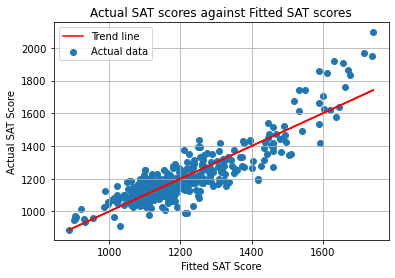 Actual SAT scores against Fitted SAT scores
Trend line
Actual data
2000
1800
1600
1400
1200
1000
Actual SAT Score
1000 1200 1400 1600
Fitted SAT Score